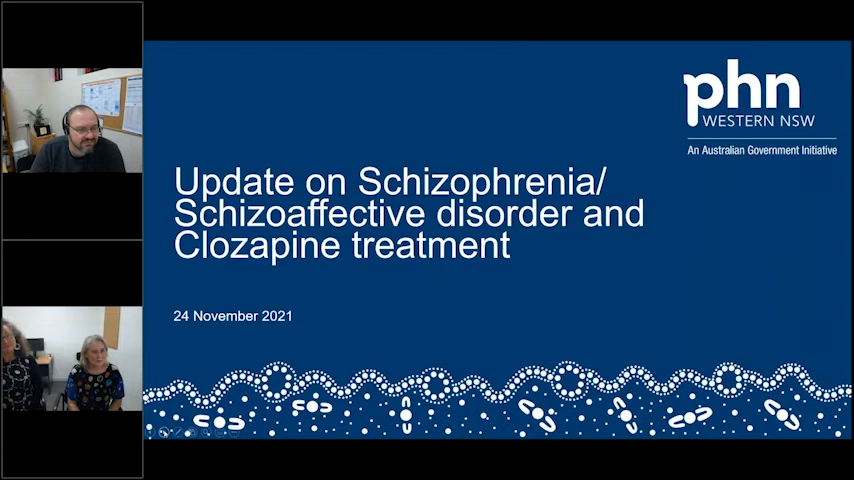 phn
WESTERN NSW
An Australian Government Initiative
Update on Schizophrenia/
Schizoaffective disorder and
Clozapine treatment
24 November 2021